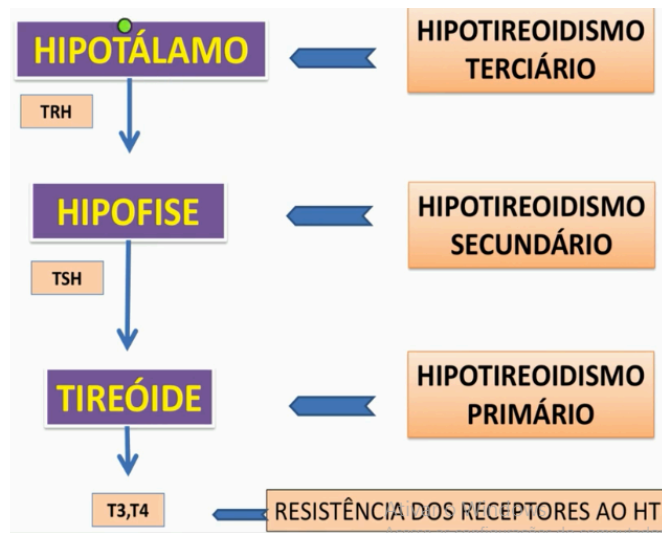 HIPOTÁLAMO
HIPOTIREOIDISMO
TERCIÁRIO
TRH
HIPOFISE
HIPOTIREOIDISMO
SECUNDÁRIO
TSH
TIREÓIDE
HIPOTIREOIDISMO
PRIMÁRIO
T3,T4
RESISTÊNCIA DOS RECEPTORES AO HT